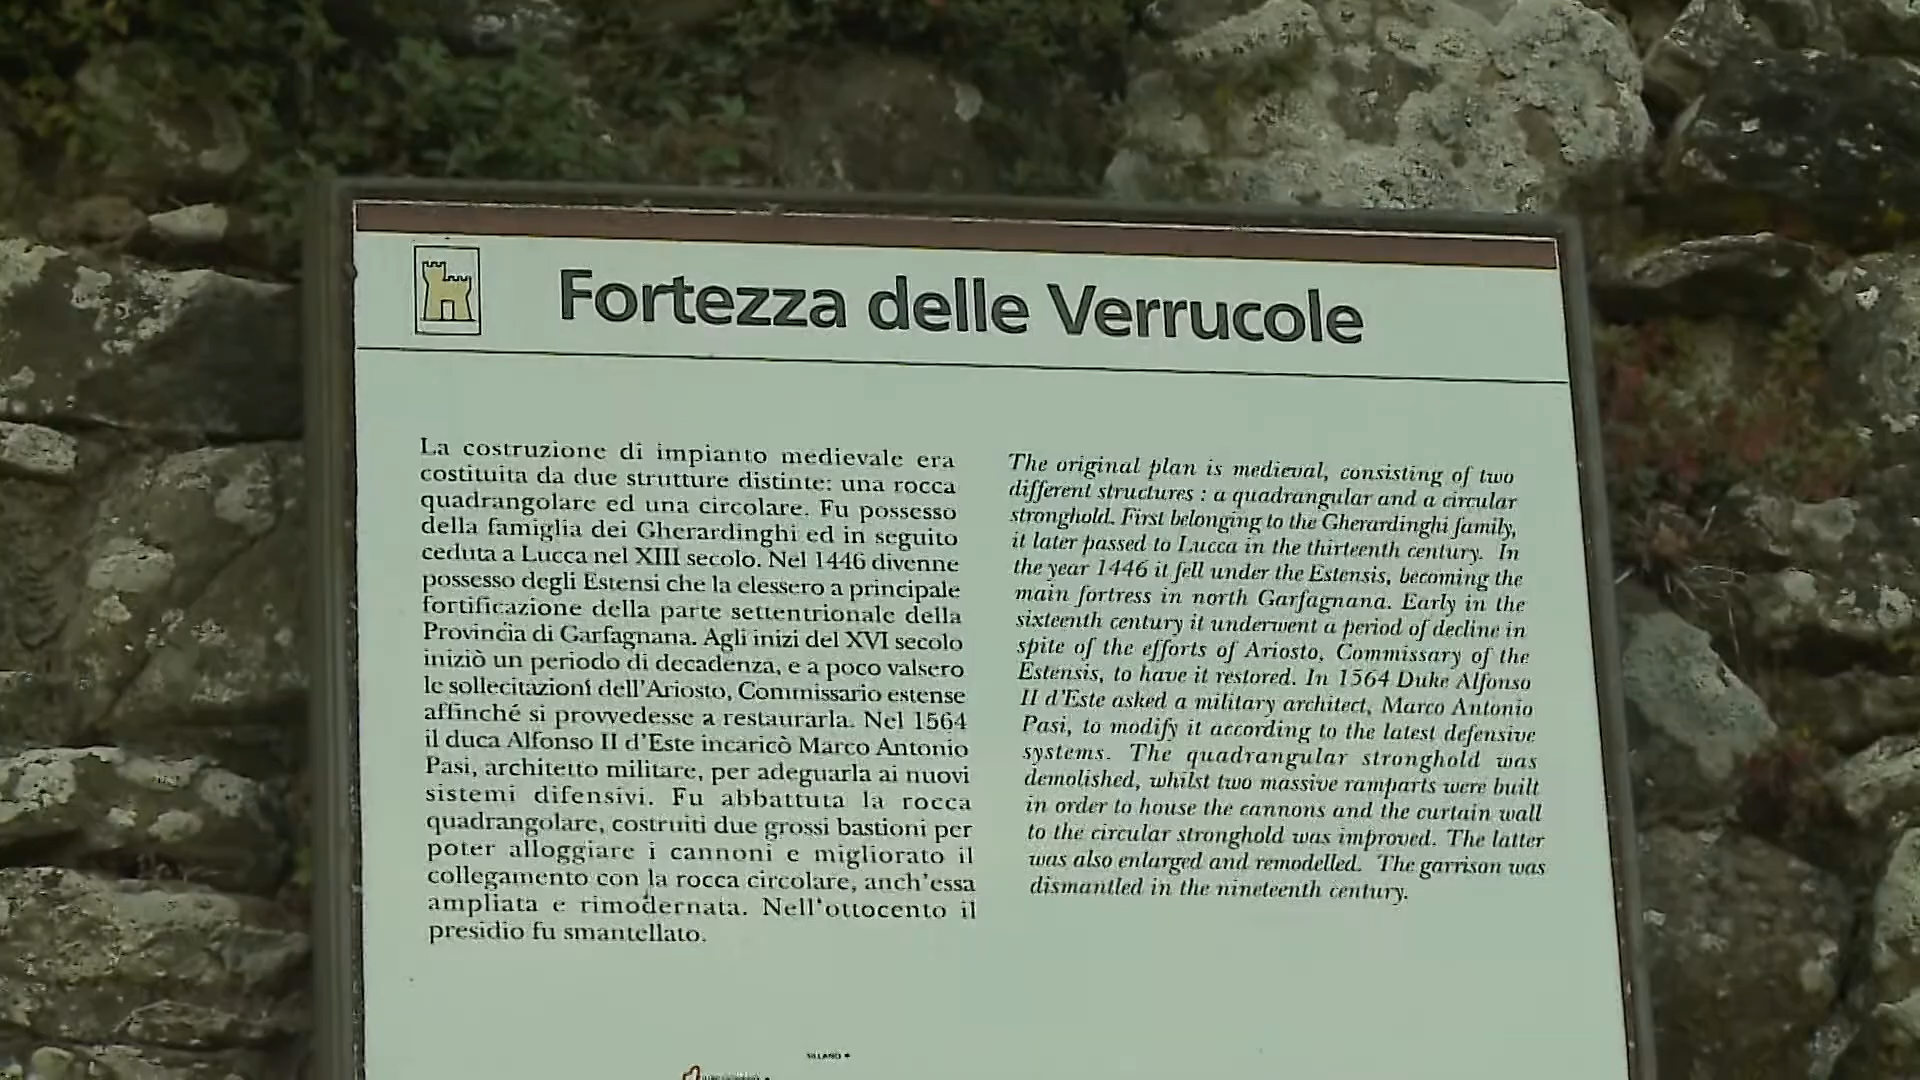 Fortezza delle Verrucole
La costruzione di impianto medievale era
costituita da due strutture distinte: una rocca
quadrangolare ed una circolare. Fu possesso
della famiglia dei Gherardinghi ed in seguito
ceduta a Lucca nel XIII secolo. Nel 1446 divenne
possesso degli Estensi che la elessero a principale
fortificazione della parte settentrionale della
Provincia di Garfagnana. Agli inizi del XVI secolo
iniziò un periodo di decadenza, e a poco valsero
le sollecitazioni dell'Ariosto, Commissario estense
affinché si provvedesse a restaurarla. Nel 1564
il duca Alfonso II d'Este incaricò Marco Antonio
Pasi, architetto militare, per adeguarla ai nuovi
sistemi difensivi. Fu abbattuta la rocca
quadrangolare, costruiti due grossi bastioni per
poter alloggiare i cannoni e migliorato il
collegamento con la rocca circolare, anch'essa
ampliata e rimodernata. Nell'ottocento il
presidio fu smantellato.
The original plan is medieval, consisting of two
different structures : a quadrangular and a circular
stronghold. First belonging to the Gherardinghi family,
it later passed to Lucca in the thirteenth century. In
the year 1446 it fell under the Estensis, becoming the
main fortress in north Garfagnana. Early in the
sixteenth century it underwent a period of decline in
spite of the efforts of Ariosto, Commissary of the
Estensis, to have it restored. In 1564 Duke Alfonso
II d'Este asked a military architect, Marco Antonio
Pasi, to modify it according to the latest defensive
systems. The quadrangular stronghold was
demolished, whilst two massive ramparts were built
in order to house the cannons and the curtain wall
to the circular stronghold was improved. The latter
was also enlarged and remodelled. The garrison was
dismantled in the nineteenth century.
SILLANO